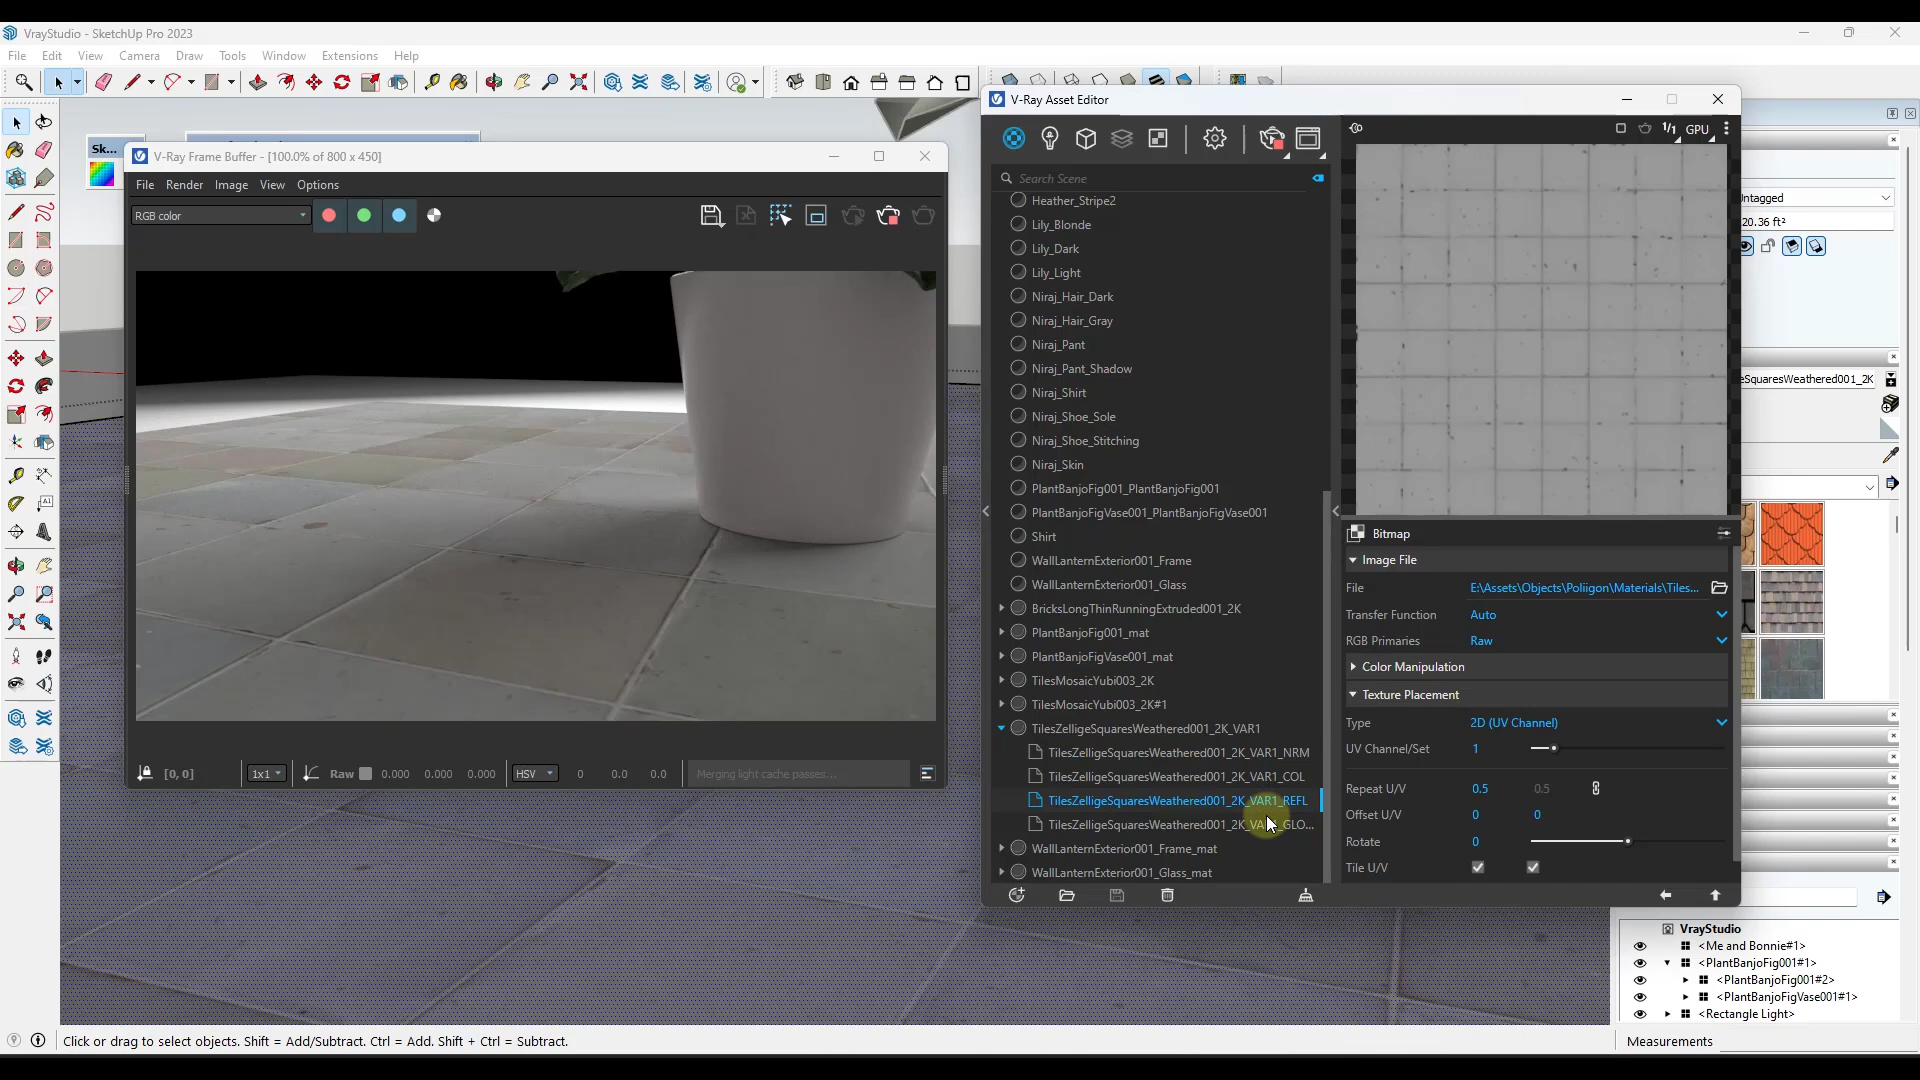 VrayStudio - SketchUp Pro 2023
File Edit View Camera Draw Tools Window Extensions Help
Sk...
V-Ray Frame Buffer - [100.0% of 800 x 450]
File Render Image View Options
RGB color
[0, 0]
1x1
Raw
0.000 0.000 0.000
HSV
0 0.0 0.0
Merging light cache passes...
V-Ray Asset Editor
Search Scene
Heather_Stripe2
Lily_Blonde
Lily_Dark
Lily_Light
Niraj_Hair_Dark
Niraj_Hair_Gray
Niraj_Pant
Niraj_Pant_Shadow
Niraj_Shirt
Niraj_Shoe_Sole
Niraj_Shoe_Stitching
Niraj_Skin
PlantBanjoFig001_PlantBanjoFig001
PlantBanjoFigVase001_PlantBanjoFigVase001
Shirt
WallLanternExterior001_Frame
WallLanternExterior001_Glass
BricksLongThinRunningExtruded001_2K
PlantBanjoFig001_mat
PlantBanjoFigVase001_mat
TilesMosaicYubi003_2K
TilesMosaicYubi003_2K#1
TilesZelligeSquaresWeathered001_2K_VAR1
TilesZelligeSquaresWeathered001_2K_VAR1_NRM
TilesZelligeSquaresWeathered001_2K_VAR1_COL
TilesZelligeSquaresWeathered001_2K_VAR1_REFL
TilesZelligeSquaresWeathered001_2K_VA GLO...
WallLanternExterior001_Frame_mat
WallLanternExterior001_Glass_mat
1/1 GPU
Bitmap
Image File
File E:\Assets\Objects\Poliigon\Materials\Tiles...
Transfer Function Auto
RGB Primaries Raw
Color Manipulation
Texture Placement
Type 2D (UV Channel)
UV Channel/Set 1
Repeat U/V 0.5 0.5
Offset U/V 0 0
Rotate 0
Tile U/V
Untagged
20.36 ft²
eSquaresWeathered001_2K
VrayStudio
<Me and Bonnie#1>
<PlantBanjoFig001#1>
<PlantBanjoFig001#2>
<PlantBanjoFigVase001#1>
<Rectangle Light>
Click or drag to select objects. Shift = Add/Subtract. Ctrl = Add. Shift + Ctrl = Subtract.
Measurements